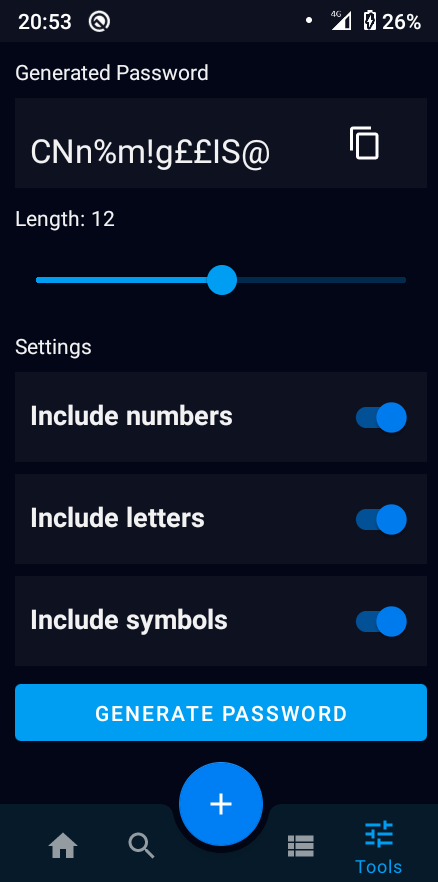 20:53 4G 26%
Generated Password
CNn%m!g££lS@
Length: 12
Settings
Include numbers
Include letters
Include symbols
GENERATE PASSWORD
Tools